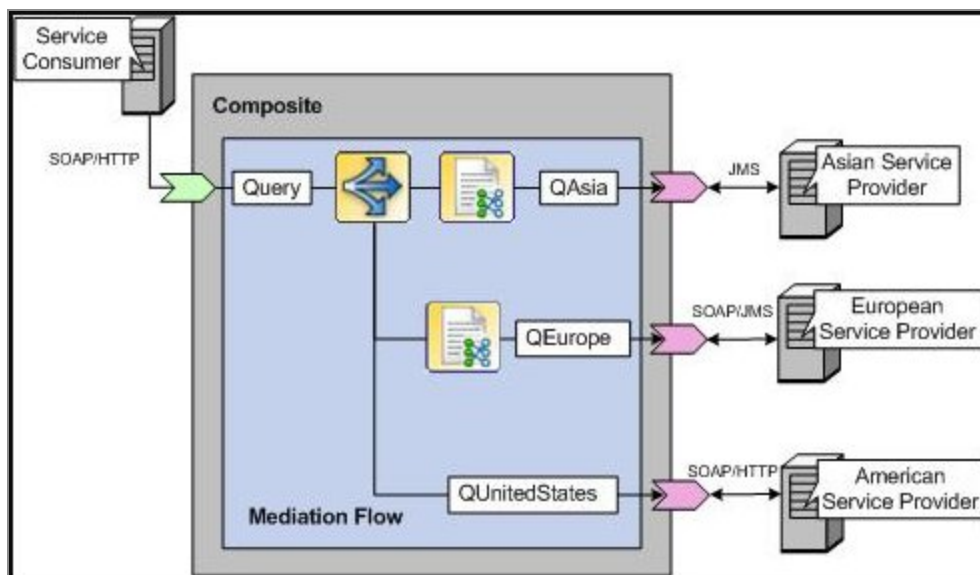 Service
Consumer
Composite
SOAP/HTTP
Query
QAsia
JMS
Asian Service
Provider
QEurope
SOAP/JMS
European
Service Provider
QUnitedStates
SOAP/HTTP
American
Service Provider
Mediation Flow